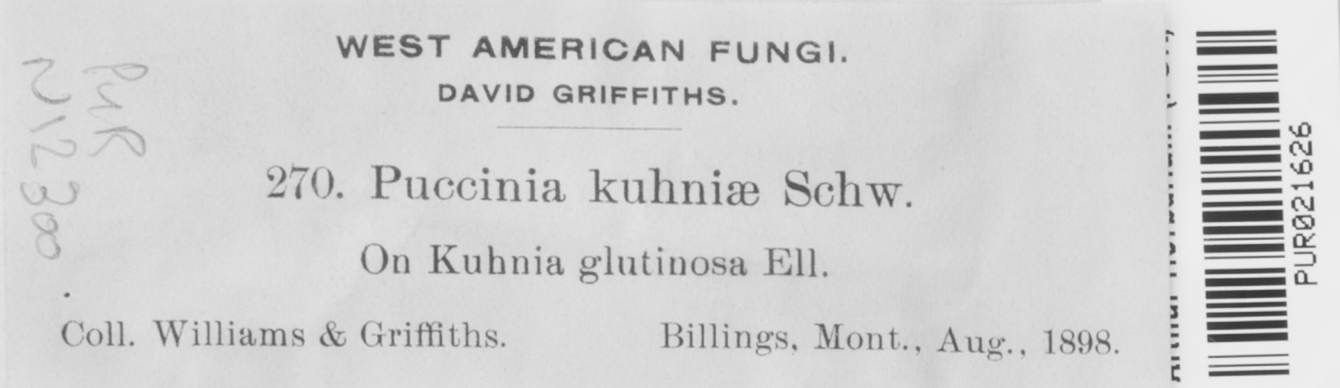 WEST AMERICAN FUNGI.
DAVID GRIFFITHS.
270. Puccinia kuhniæ Schw.
On Kuhnia glutinosa Ell.
Coll. Williams & Griffiths. Billings, Mont., Aug., 1898.
PUR
N12300
PUR021626